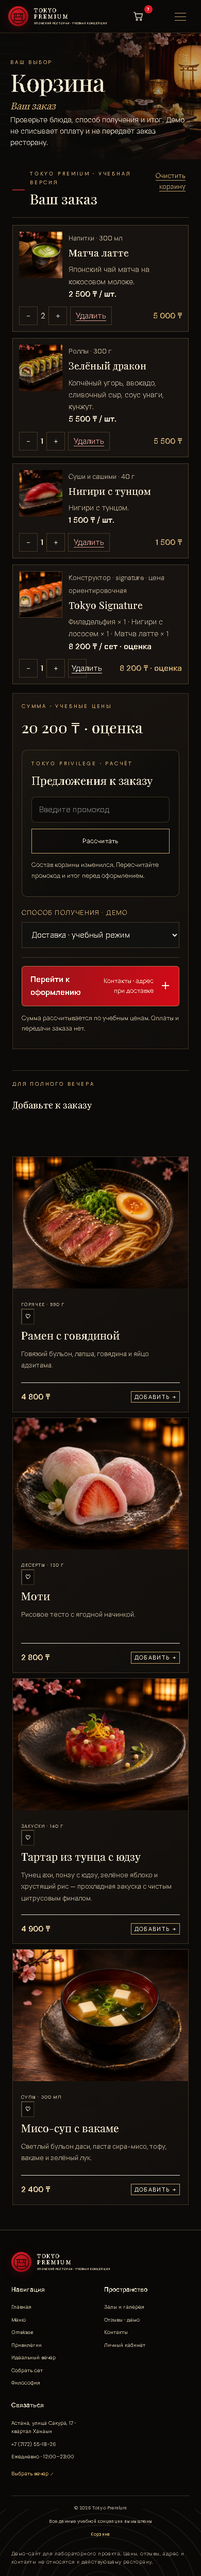 TOKYO
PREMIUM
7
ВАШ ВЫБОР
Корзина
Ваш заказ
Проверьте блюда, способ получения и итог. Демо
не списывает оплату и не передаёт заказ
ресторану.
TOKYO PREMIUM · УЧЕБНАЯ
ВЕРСИЯ
Ваш заказ
Очистить
корзину
Напитки · 300 мл
Матча латте
Японский чай матча на
кокосовом молоке.
2 500 ₸ / шт.
− 2 + Удалить 5 000 ₸
Роллы · 300 г
Зелёный дракон
Копчёный угорь, авокадо,
сливочный сыр, соус унаги,
кунжут.
5 500 ₸ / шт.
− 1 + Удалить 5 500 ₸
Суши и сашими · 40 г
Нигири с тунцом
Нигири с тунцом.
1 500 ₸ / шт.
− 1 + Удалить 1 500 ₸
Конструктор · signature · цена
ориентировочная
Tokyo Signature
Филадельфия × 1 · Нигири с
лососем × 1 · Матча латте × 1
8 200 ₸ / сет · оценка
− 1 + Удалить 8 200 ₸ · оценка
СУММА · УЧЕБНЫЕ ЦЕНЫ
20 200 ₸ · оценка
TOKYO PRIVILEGE · РАСЧЁТ
Предложения к заказу
Введите промокод
Рассчитать
Состав корзины изменился. Пересчитайте
промокод и итог перед оформлением.
СПОСОБ ПОЛУЧЕНИЯ · ДЕМО
Доставка · учебный режим
Перейти к
оформлению
Контакты · адрес
при доставке
+
Сумма рассчитывается по учебным ценам. Оплаты и
передачи заказа нет.
ДЛЯ ПОЛНОГО ВЕЧЕРА
Добавьте к заказу
ГОРЯЧЕЕ · 550 Г
Рамен с говядиной
Говяжий бульон, лапша, говядина и яйцо
адзитама.
4 800 ₸ ДОБАВИТЬ →
ДЕСЕРТЫ · 120 Г
Моти
Рисовое тесто с ягодной начинкой.
2 800 ₸ ДОБАВИТЬ →
ЗАКУСКИ · 140 Г
Тартар из тунца с юдзу
Тунец ахи, понзу с юдзу, зелёное яблоко и
хрустящий рис — прохладная закуска с чистым
цитрусовым финалом.
4 900 ₸ ДОБАВИТЬ →
СУПЫ · 300 МЛ
Мисо-суп с вакаме
Светлый бульон даси, паста сиро-мисо, тофу,
вакаме и зелёный лук.
2 400 ₸ ДОБАВИТЬ →
TOKYO
PREMIUM
Навигация
Главная
Меню
Omakase
Привилегии
Идеальный вечер
Собрать сет
Философия
Пространство
Залы и галерея
Отзывы · демо
Контакты
Личный кабинет
Связаться
Астана, улица Сакура, 17 ·
квартал Ханами
+7 (7172) 55-18-36
Ежедневно · 12:00–23:00
Выбрать вечер
© 2025 Tokyo Premium
Все данные учебной концепции вымышлены
Корзина
Демо-сайт для лабораторного проекта. Цены, отзывы, адрес и
контакты не относятся к действующему ресторану.